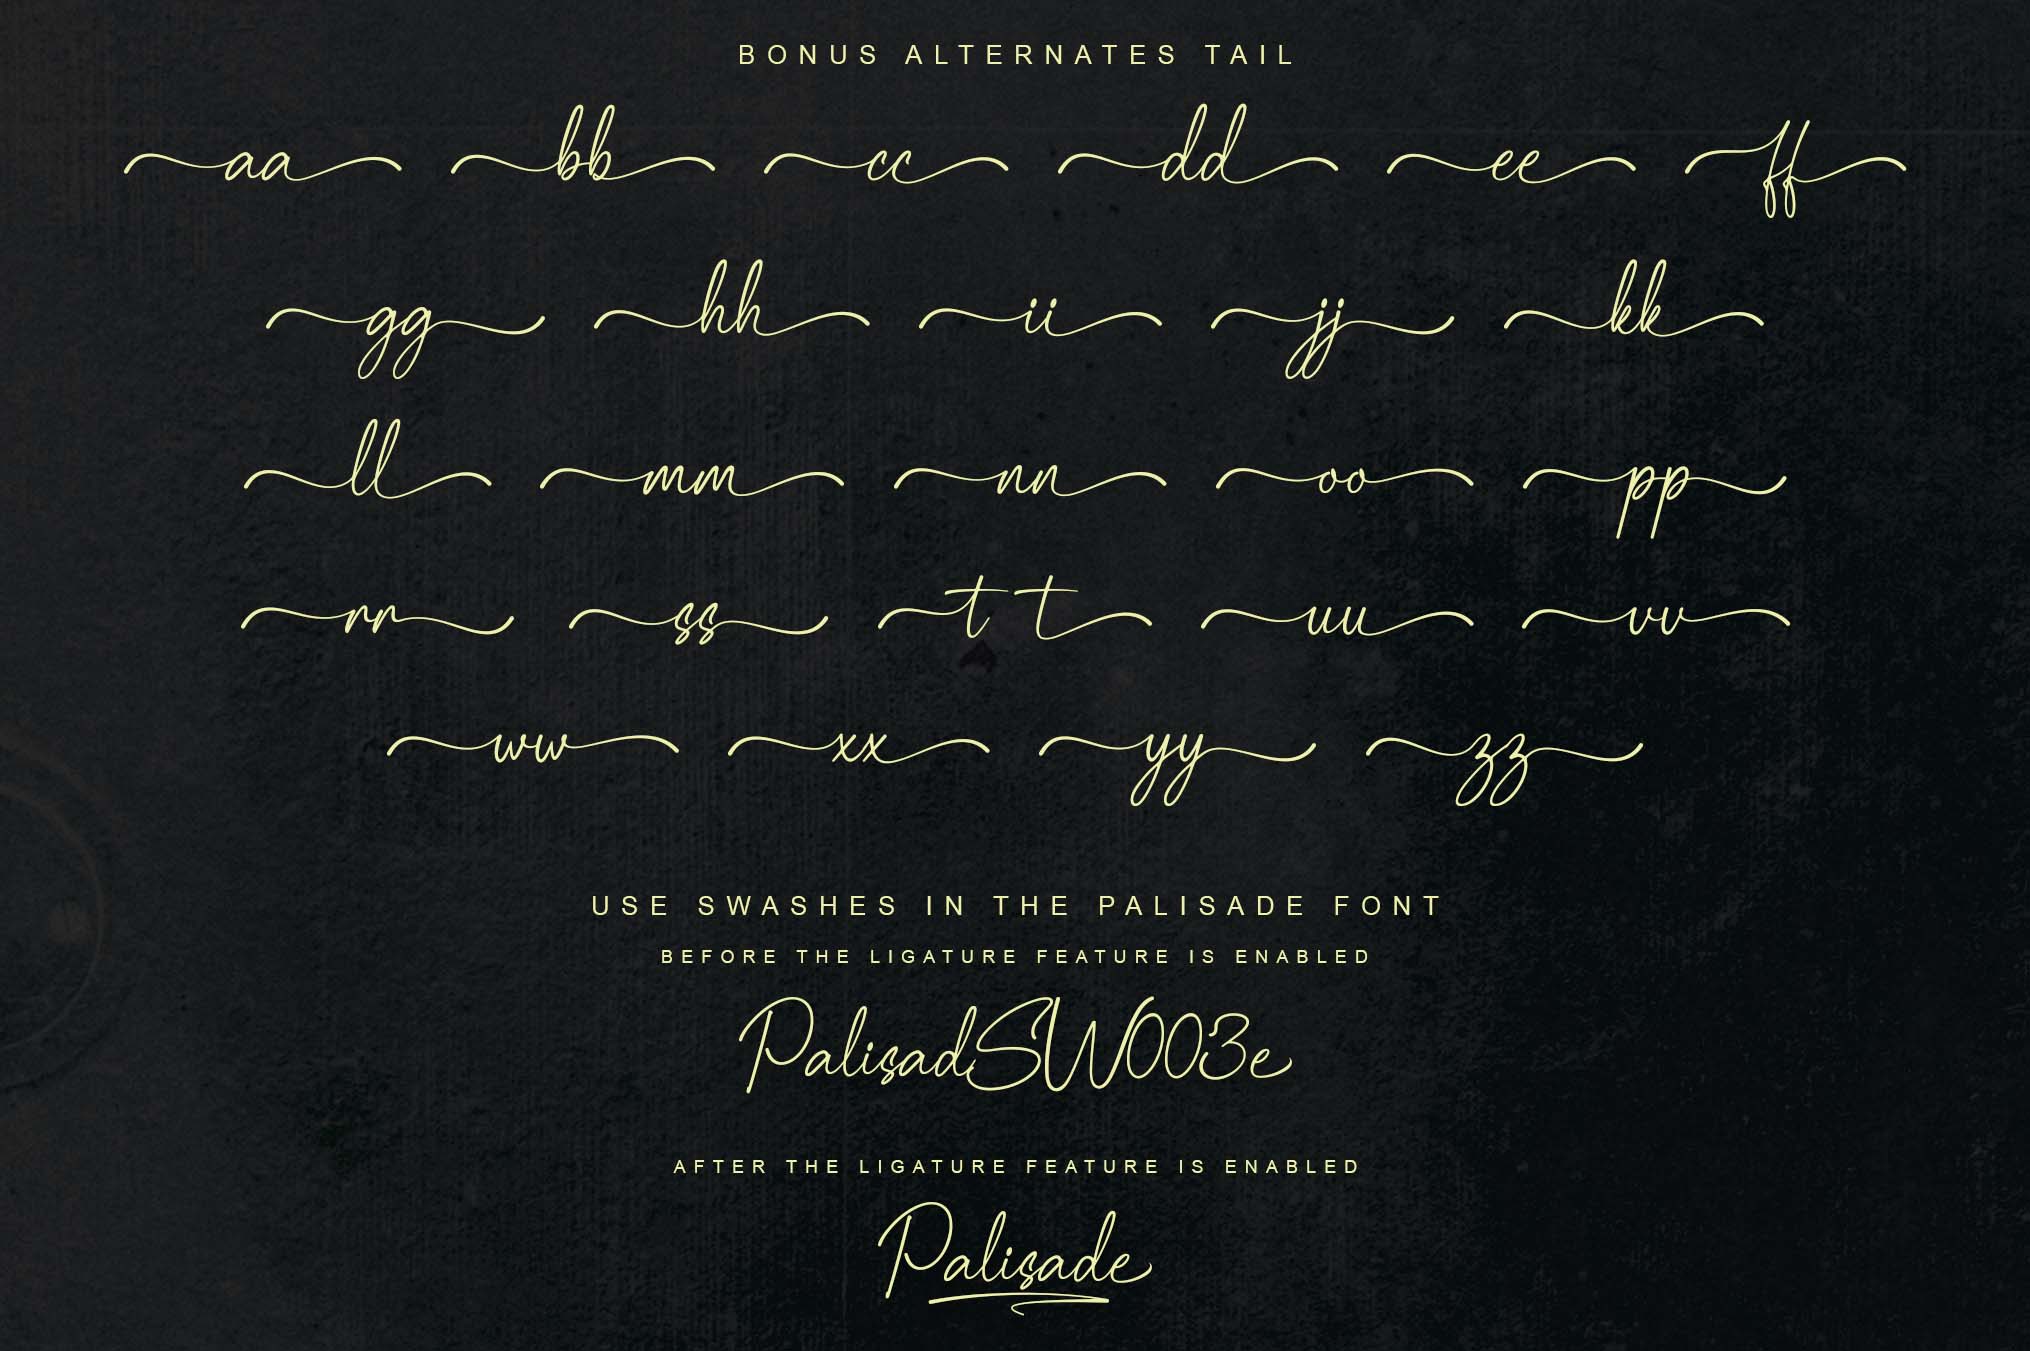 BONUS ALTERNATES TAIL
aa bb cc dd ee ff
gg hh ii jj kk
ll mm nn oo pp
rr ss tt uu vv
ww xx yy zz
USE SWASHES IN THE PALISADE FONT
BEFORE THE LIGATURE FEATURE IS ENABLED
PalisadSW003e
AFTER THE LIGATURE FEATURE IS ENABLED
Palisade